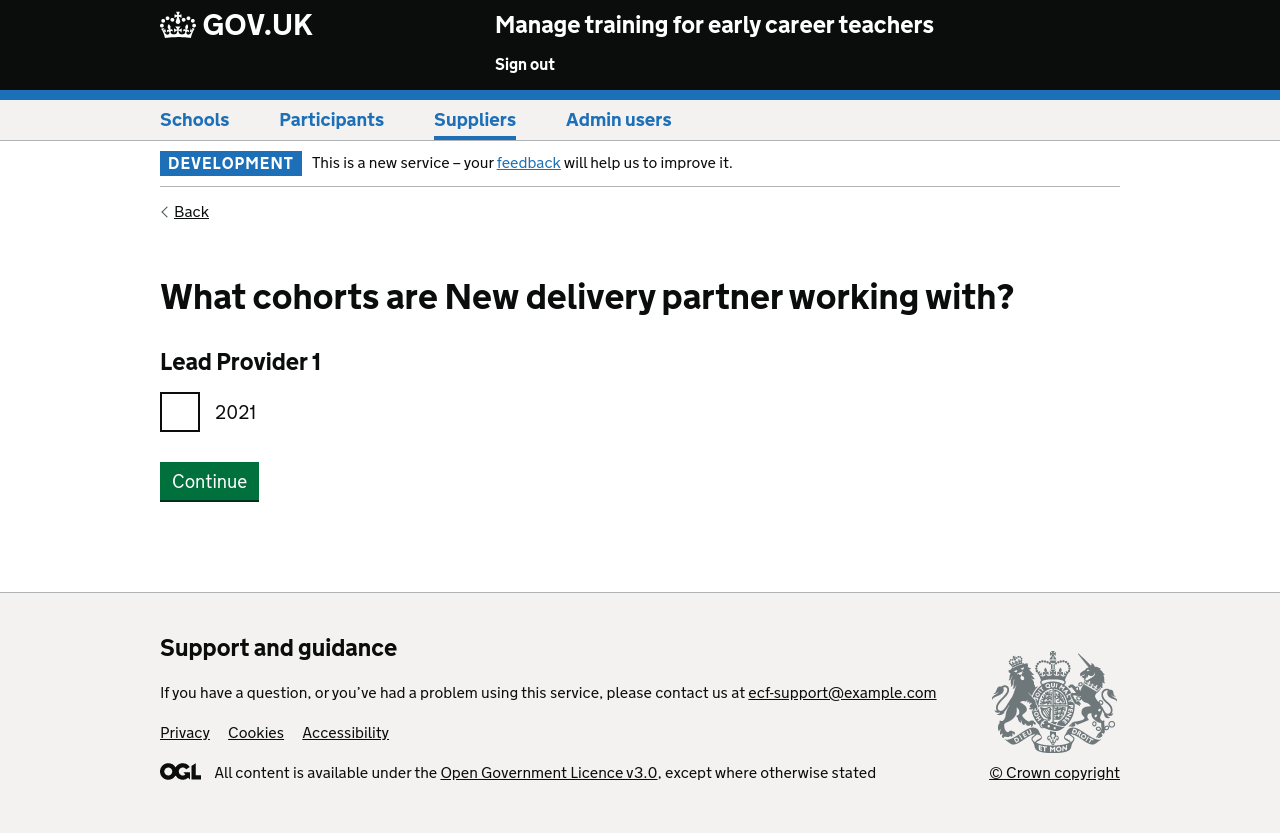 GOV.UK
Manage training for early career teachers
Sign out
Schools Participants Suppliers Admin users
DEVELOPMENT This is a new service – your feedback will help us to improve it.
Back
What cohorts are New delivery partner working with?
Lead Provider 1
2021
Continue
Support and guidance
If you have a question, or you’ve had a problem using this service, please contact us at ecf-support@example.com
Privacy Cookies Accessibility
OGL All content is available under the Open Government Licence v3.0, except where otherwise stated
© Crown copyright